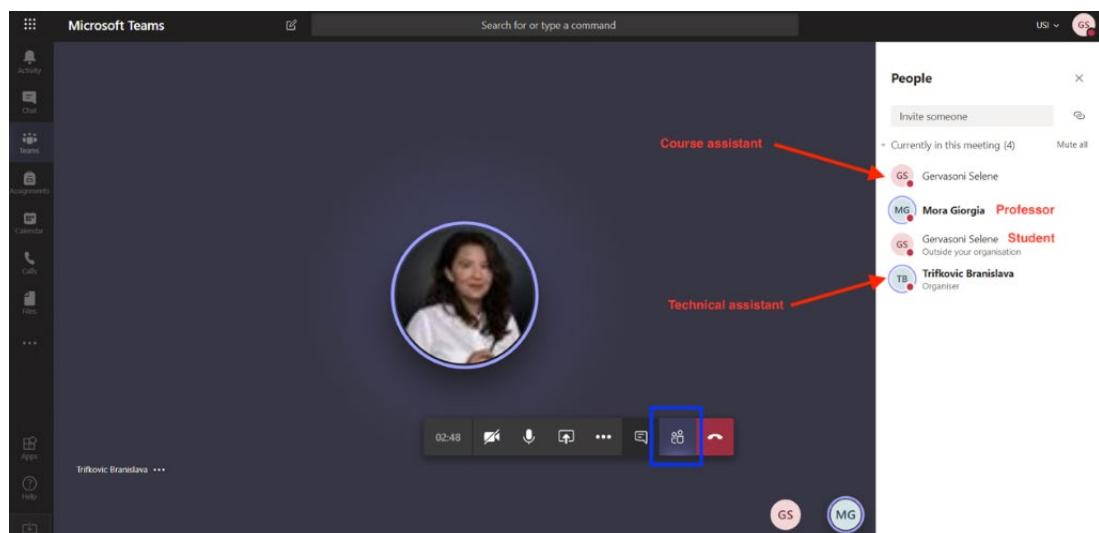 Microsoft Teams
Search for or type a command
USI
GS
Activity
Chat
Teams
Assignments
Calendar
Calls
Files
Apps
Help
People
Invite someone
Currently in this meeting (4) Mute all
Course assistant
GS Gervasoni Selene
MG Mora Giorgia Professor
GS Gervasoni Selene Student
Outside your organisation
TB Trifkovic Branislava
Organiser
Technical assistant
02:48
Trifkovic Branislava
GS MG